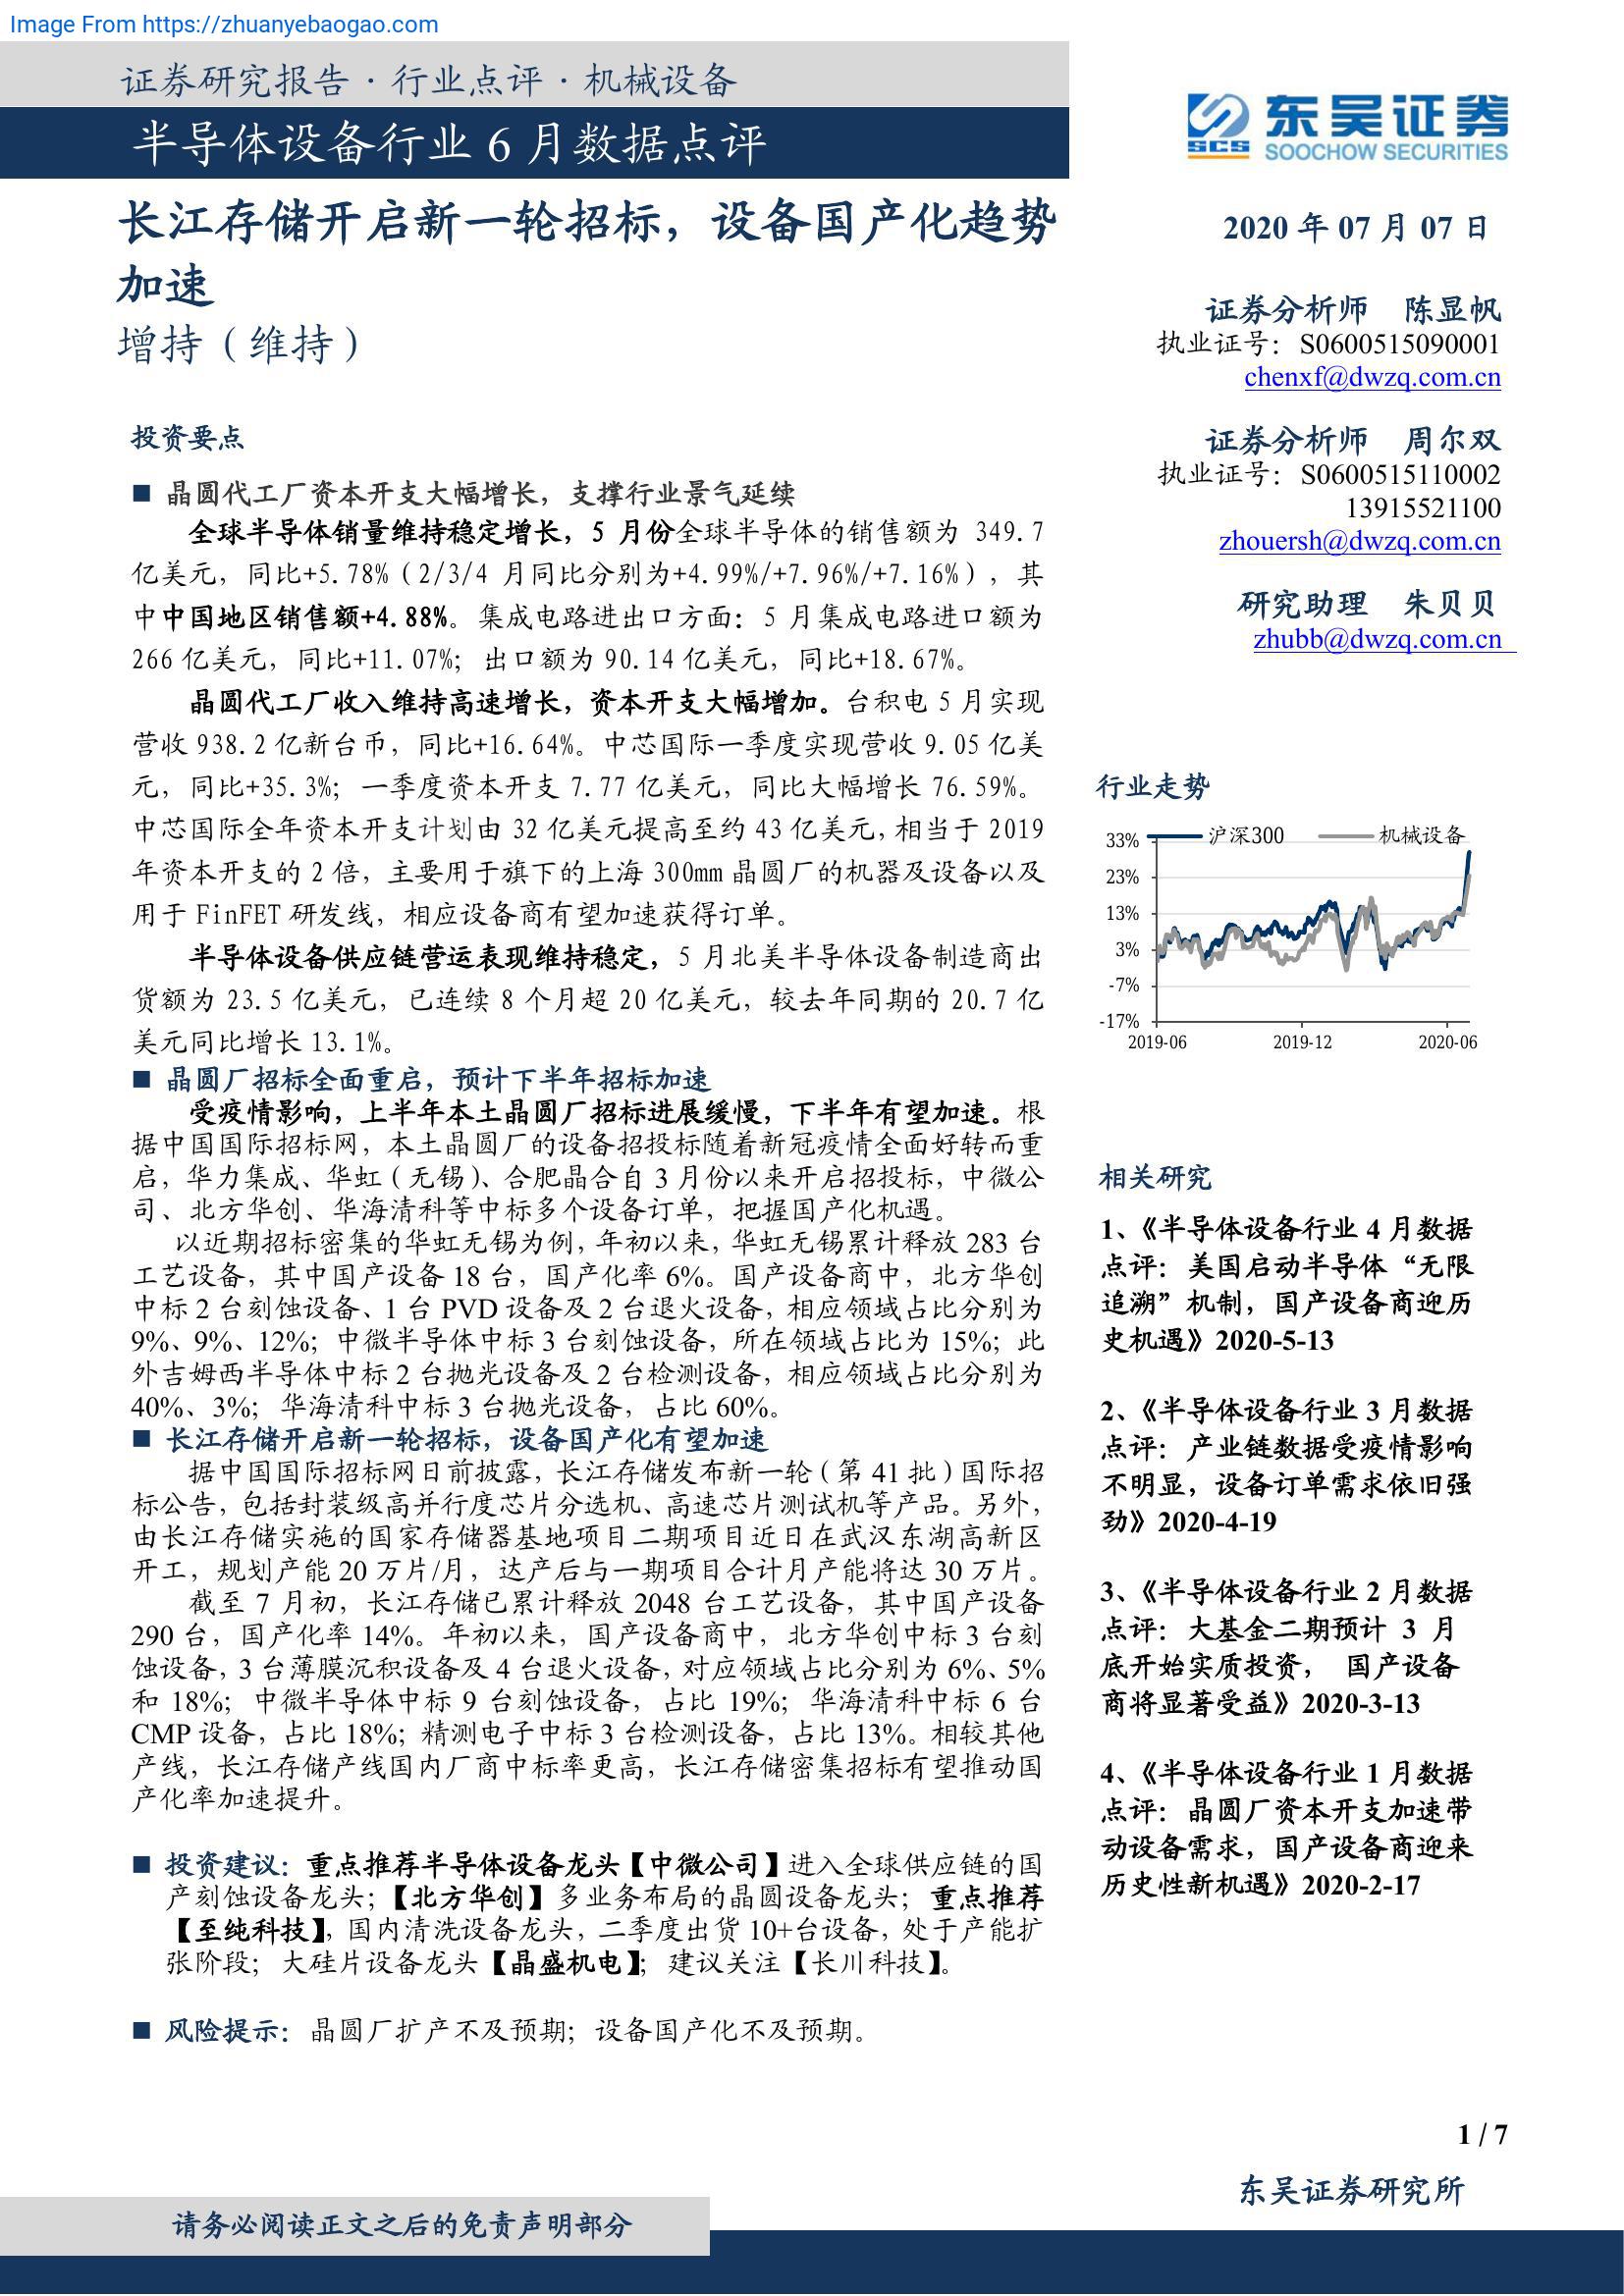 Image From https://zhuanyebaogao.com
证券研究报告·行业点评·机械设备
半导体设备行业 6 月数据点评
长江存储开启新一轮招标，设备国产化趋势
加速
增持（维持）
投资要点
■ 晶圆代工厂资本开支大幅增长，支撑行业景气延续
全球半导体销量维持稳定增长，5 月份全球半导体的销售额为 349.7
亿美元，同比+5.78%（2/3/4 月同比分别为+4.99%/+7.96%/+7.16%），其
中中国地区销售额+4.88%。集成电路进出口方面：5 月集成电路进口额为
266 亿美元，同比+11.07%；出口额为 90.14 亿美元，同比+18.67%。
晶圆代工厂收入维持高速增长，资本开支大幅增加。台积电 5 月实现
营收 938.2 亿新台币，同比+16.64%。中芯国际一季度实现营收 9.05 亿美
元，同比+35.3%；一季度资本开支 7.77 亿美元，同比大幅增长 76.59%。
中芯国际全年资本开支计划由 32 亿美元提高至约 43 亿美元，相当于 2019
年资本开支的 2 倍，主要用于旗下的上海 300mm 晶圆厂的机器及设备以及
用于 FinFET 研发线，相应设备商有望加速获得订单。
半导体设备供应链营运表现维持稳定，5 月北美半导体设备制造商出
货额为 23.5 亿美元，已连续 8 个月超 20 亿美元，较去年同期的 20.7 亿
美元同比增长 13.1%。
■ 晶圆厂招标全面重启，预计下半年招标加速
受疫情影响，上半年本土晶圆厂招标进展缓慢，下半年有望加速。根
据中国国际招标网，本土晶圆厂的设备招投标随着新冠疫情全面好转而重
启，华力集成、华虹（无锡）、合肥晶合自 3 月份以来开启招投标，中微公
司、北方华创、华海清科等中标多个设备订单，把握国产化机遇。
以近期招标密集的华虹无锡为例，年初以来，华虹无锡累计释放 283 台
工艺设备，其中国产设备 18 台，国产化率 6%。国产设备商中，北方华创
中标 2 台刻蚀设备、1 台 PVD 设备及 2 台退火设备，相应领域占比分别为
9%、9%、12%；中微半导体中标 3 台刻蚀设备，所在领域占比为 15%；此
外吉姆西半导体中标 2 台抛光设备及 2 台检测设备，相应领域占比分别为
40%、3%；华海清科中标 3 台抛光设备，占比 60%。
■ 长江存储开启新一轮招标，设备国产化有望加速
据中国国际招标网日前披露，长江存储发布新一轮（第 41 批）国际招
标公告，包括封装级高并行度芯片分选机、高速芯片测试机等产品。另外，
由长江存储实施的国家存储器基地项目二期项目近日在武汉东湖高新区
开工，规划产能 20 万片/月，达产后与一期项目合计月产能将达 30 万片。
截至 7 月初，长江存储已累计释放 2048 台工艺设备，其中国产设备
290 台，国产化率 14%。年初以来，国产设备商中，北方华创中标 3 台刻
蚀设备，3 台薄膜沉积设备及 4 台退火设备，对应领域占比分别为 6%、5%
和 18%；中微半导体中标 9 台刻蚀设备，占比 19%；华海清科中标 6 台
CMP 设备，占比 18%；精测电子中标 3 台检测设备，占比 13%。相较其他
产线，长江存储产线国内厂商中标率更高，长江存储密集招标有望推动国
产化率加速提升。
■ 投资建议：重点推荐半导体设备龙头【中微公司】进入全球供应链的国
产刻蚀设备龙头；【北方华创】多业务布局的晶圆设备龙头；重点推荐
【至纯科技】，国内清洗设备龙头，二季度出货 10+台设备，处于产能扩
张阶段；大硅片设备龙头【晶盛机电】；建议关注【长川科技】。
■ 风险提示：晶圆厂扩产不及预期；设备国产化不及预期。
SCS 东吴证券
SOOCHOW SECURITIES
2020 年 07 月 07 日
证券分析师 陈显帆
执业证号：S0600515090001
chenxf@dwzq.com.cn
证券分析师 周尔双
执业证号：S0600515110002
13915521100
zhouersh@dwzq.com.cn
研究助理 朱贝贝
zhubb@dwzq.com.cn
行业走势
沪深300 机械设备
33%
23%
13%
3%
-7%
-17%
2019-06 2019-12 2020-06
相关研究
1、《半导体设备行业 4 月数据
点评：美国启动半导体“无限
追溯”机制，国产设备商迎历
史机遇》2020-5-13
2、《半导体设备行业 3 月数据
点评：产业链数据受疫情影响
不明显，设备订单需求依旧强
劲》2020-4-19
3、《半导体设备行业 2 月数据
点评：大基金二期预计 3 月
底开始实质投资， 国产设备
商将显著受益》2020-3-13
4、《半导体设备行业 1 月数据
点评：晶圆厂资本开支加速带
动设备需求，国产设备商迎来
历史性新机遇》2020-2-17
1 / 7
东吴证券研究所
请务必阅读正文之后的免责声明部分